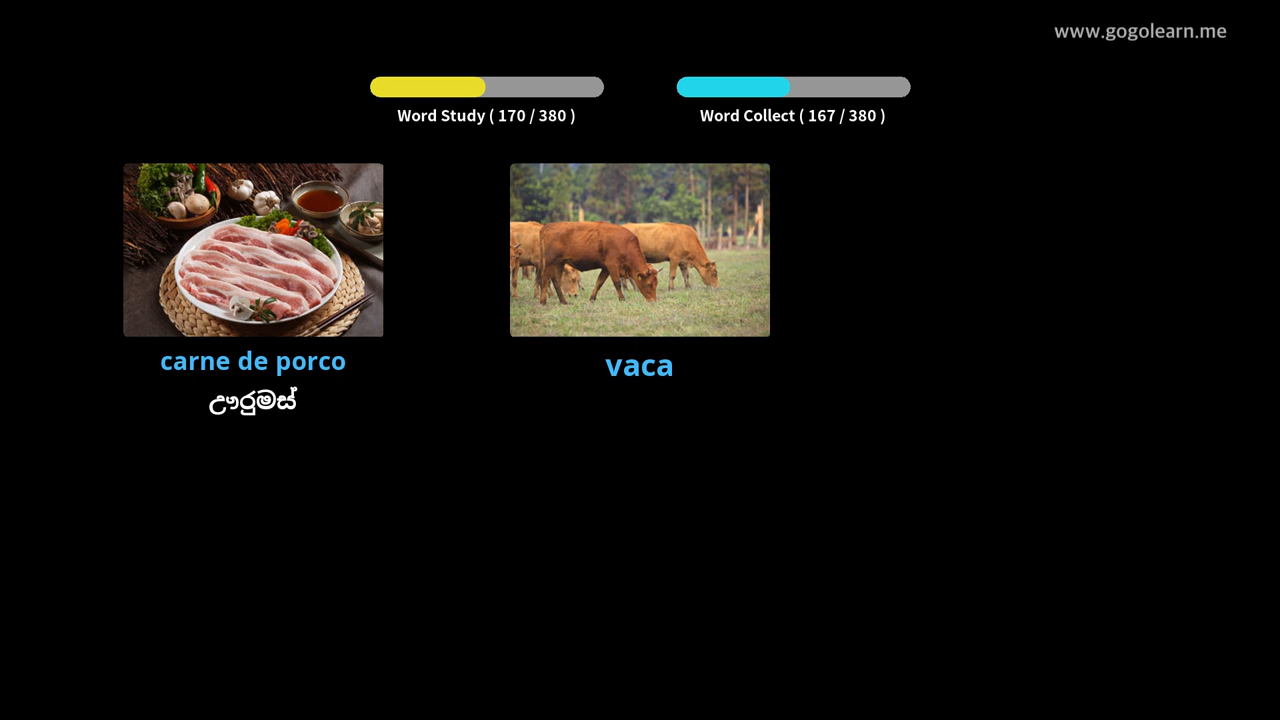 www.gogolearn.me
Word Study ( 170 / 380 )
Word Collect ( 167 / 380 )
carne de porco
ඌරුමස්
vaca